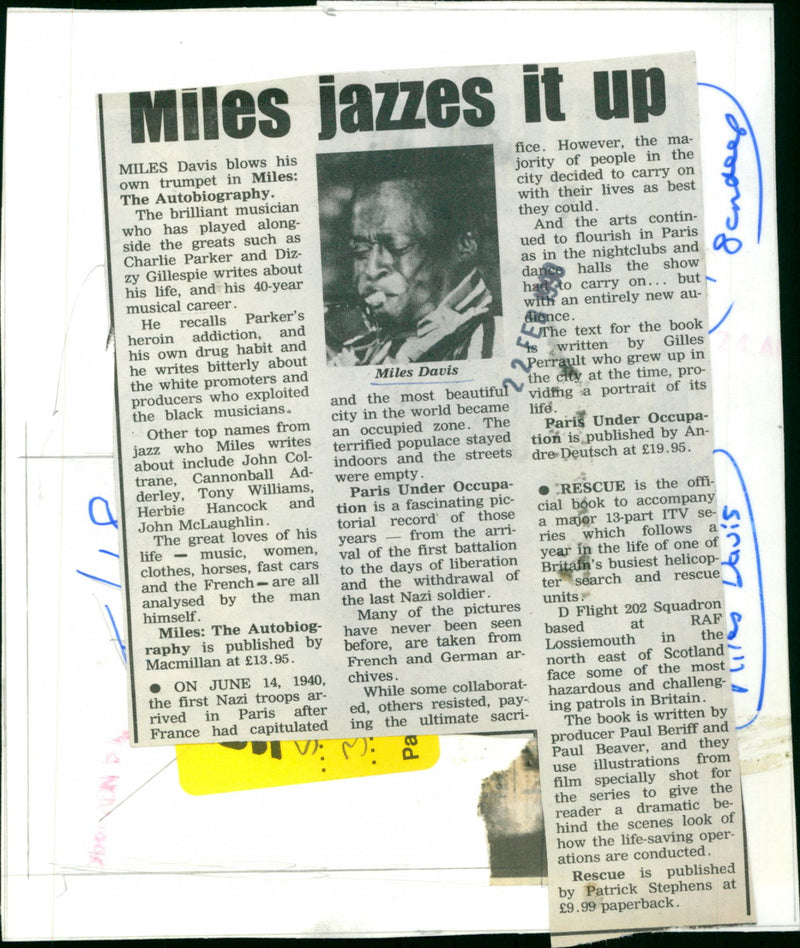 Miles jazzes it up
MILES Davis blows his
own trumpet in Miles:
The Autobiography.
The brilliant musician
who has played along-
side the greats such as
Charlie Parker and Diz-
zy Gillespie writes about
his life, and his 40-year
musical career.
He recalls Parker's
heroin addiction, and
his own drug habit and
he writes bitterly about
the white promoters and
producers who exploited
the black musicians.
Other top names from
jazz who Miles writes
about include John Col-
trane, Cannonball Ad-
derley, Tony Williams,
Herbie Hancock and
John McLaughlin.
The great loves of his
life — music, women,
clothes, horses, fast cars
and the French — are all
analysed by the man
himself.
Miles: The Autobiog-
raphy is published by
Macmillan at £13.95.
● ON JUNE 14, 1940,
the first Nazi troops ar-
rived in Paris after
France had capitulated
Miles Davis
and the most beautiful
city in the world became
an occupied zone. The
terrified populace stayed
indoors and the streets
were empty.
Paris Under Occupa-
tion is a fascinating pic-
torial record of those
years — from the arri-
val of the first battalion
to the days of liberation
and the withdrawal of
the last Nazi soldier.
Many of the pictures
have never been seen
before, are taken from
French and German ar-
chives.
While some collaborat-
ed, others resisted, pay-
ing the ultimate sacri-
fice. However, the ma-
jority of people in the
city decided to carry on
with their lives as best
they could.
And the arts contin-
ued to flourish in Paris
as in the nightclubs and
dance halls the show
had to carry on... but
with an entirely new au-
dience.
The text for the book
is written by Gilles
Perrault who grew up in
the city at the time, pro-
viding a portrait of its
life.
Paris Under Occupa-
tion is published by An-
dre Deutsch at £19.95.
● RESCUE is the offi-
cial book to accompany
a major 13-part ITV se-
ries which follows a
year in the life of one of
Britain's busiest helicop-
ter search and rescue
units.
D Flight 202 Squadron
based at RAF
Lossiemouth in the
north east of Scotland
face some of the most
hazardous and challeng-
ing patrols in Britain.
The book is written by
producer Paul Beriff and
Paul Beaver, and they
use illustrations from
film specially shot for
the series to give the
reader a dramatic be-
hind the scenes look of
how the life-saving oper-
ations are conducted.
Rescue is published
by Patrick Stephens at
£9.99 paperback.
22 FEB
Miles Davis
Pa